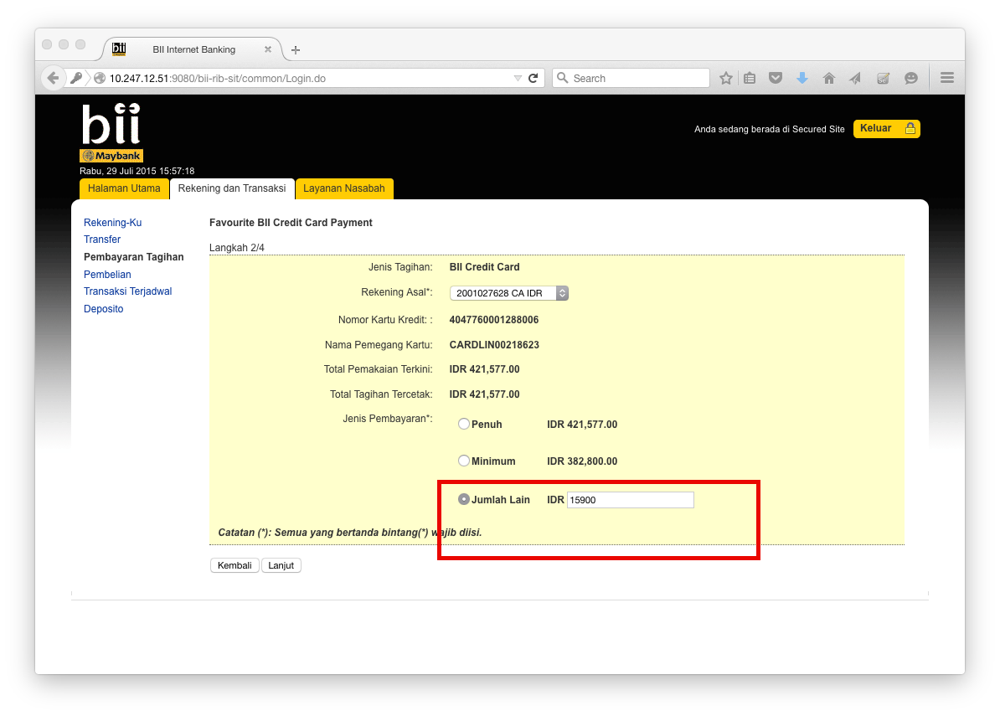 BII Internet Banking
10.247.12.51:9080/bii-rib-sit/common/Login.do
Search
bii
Maybank
Anda sedang berada di Secured Site
Keluar
Rabu, 29 Juli 2015 15:57:18
Halaman Utama
Rekening dan Transaksi
Layanan Nasabah
Rekening-Ku
Transfer
Pembayaran Tagihan
Pembelian
Transaksi Terjadwal
Deposito
Favourite BII Credit Card Payment
Langkah 2/4
Jenis Tagihan: BII Credit Card
Rekening Asal*: 2001027628 CA IDR
Nomor Kartu Kredit: : 4047760001288006
Nama Pemegang Kartu: CARDLIN00218623
Total Pemakaian Terkini: IDR 421,577.00
Total Tagihan Tercetak: IDR 421,577.00
Jenis Pembayaran*:
Penuh IDR 421,577.00
Minimum IDR 382,800.00
Jumlah Lain IDR 15900
Catatan (*): Semua yang bertanda bintang(*) wajib diisi.
Kembali Lanjut